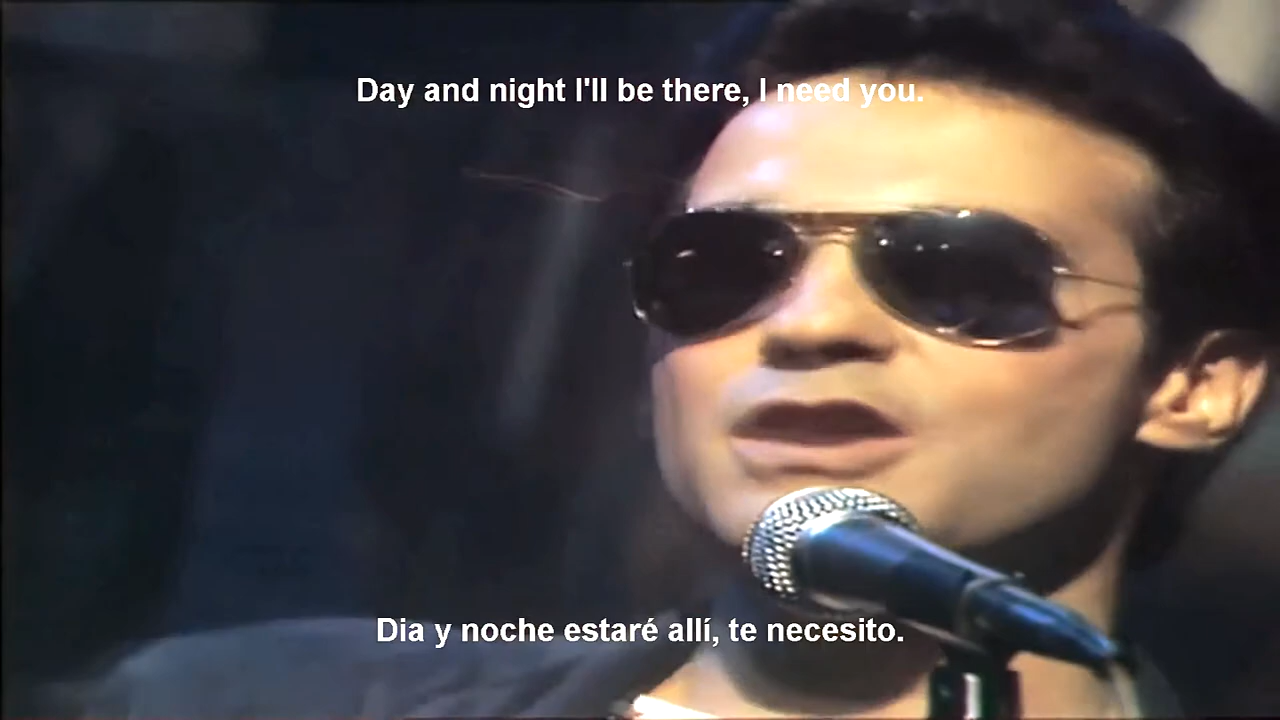 Day and night I'll be there, I need you.
Dia y noche estaré allí, te necesito.